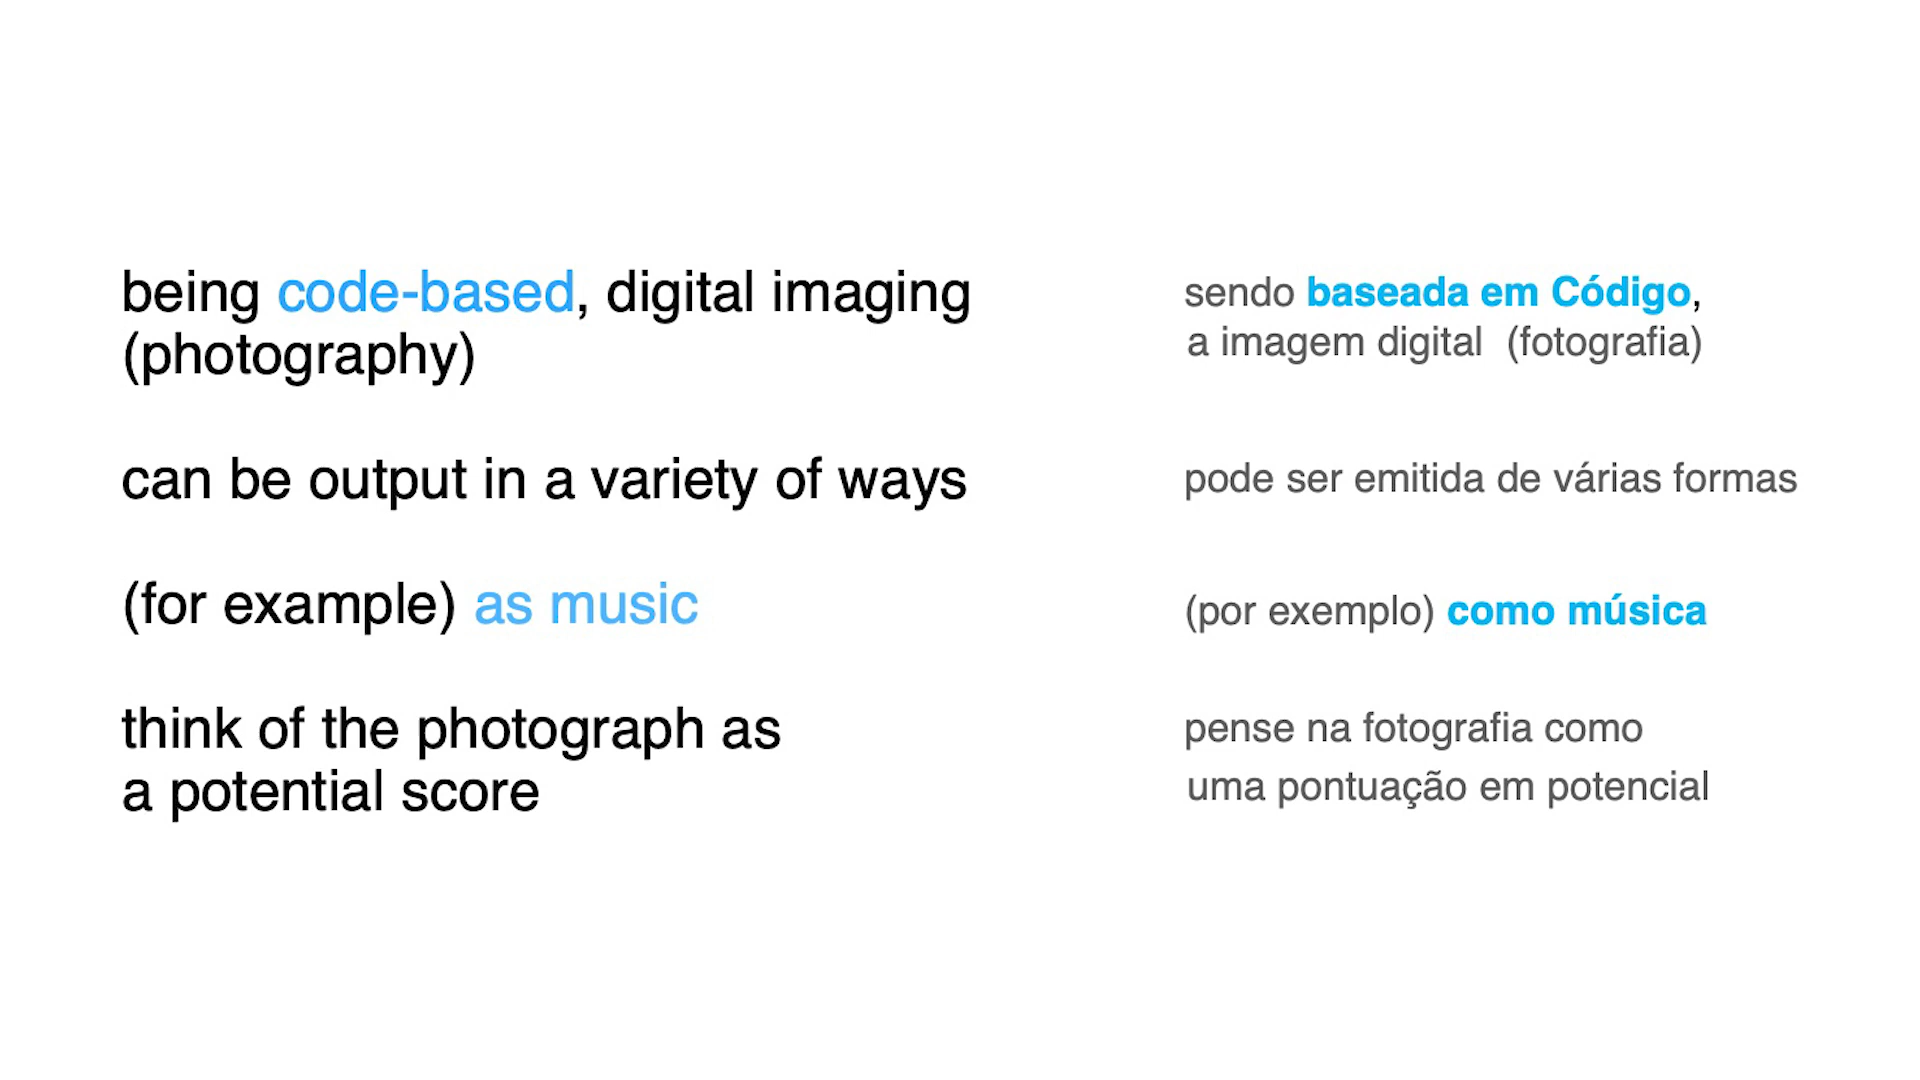 being code-based, digital imaging
(photography)
can be output in a variety of ways
(for example) as music
think of the photograph as
a potential score
sendo baseada em Código,
a imagem digital (fotografia)
pode ser emitida de várias formas
(por exemplo) como música
pense na fotografia como
uma pontuação em potencial